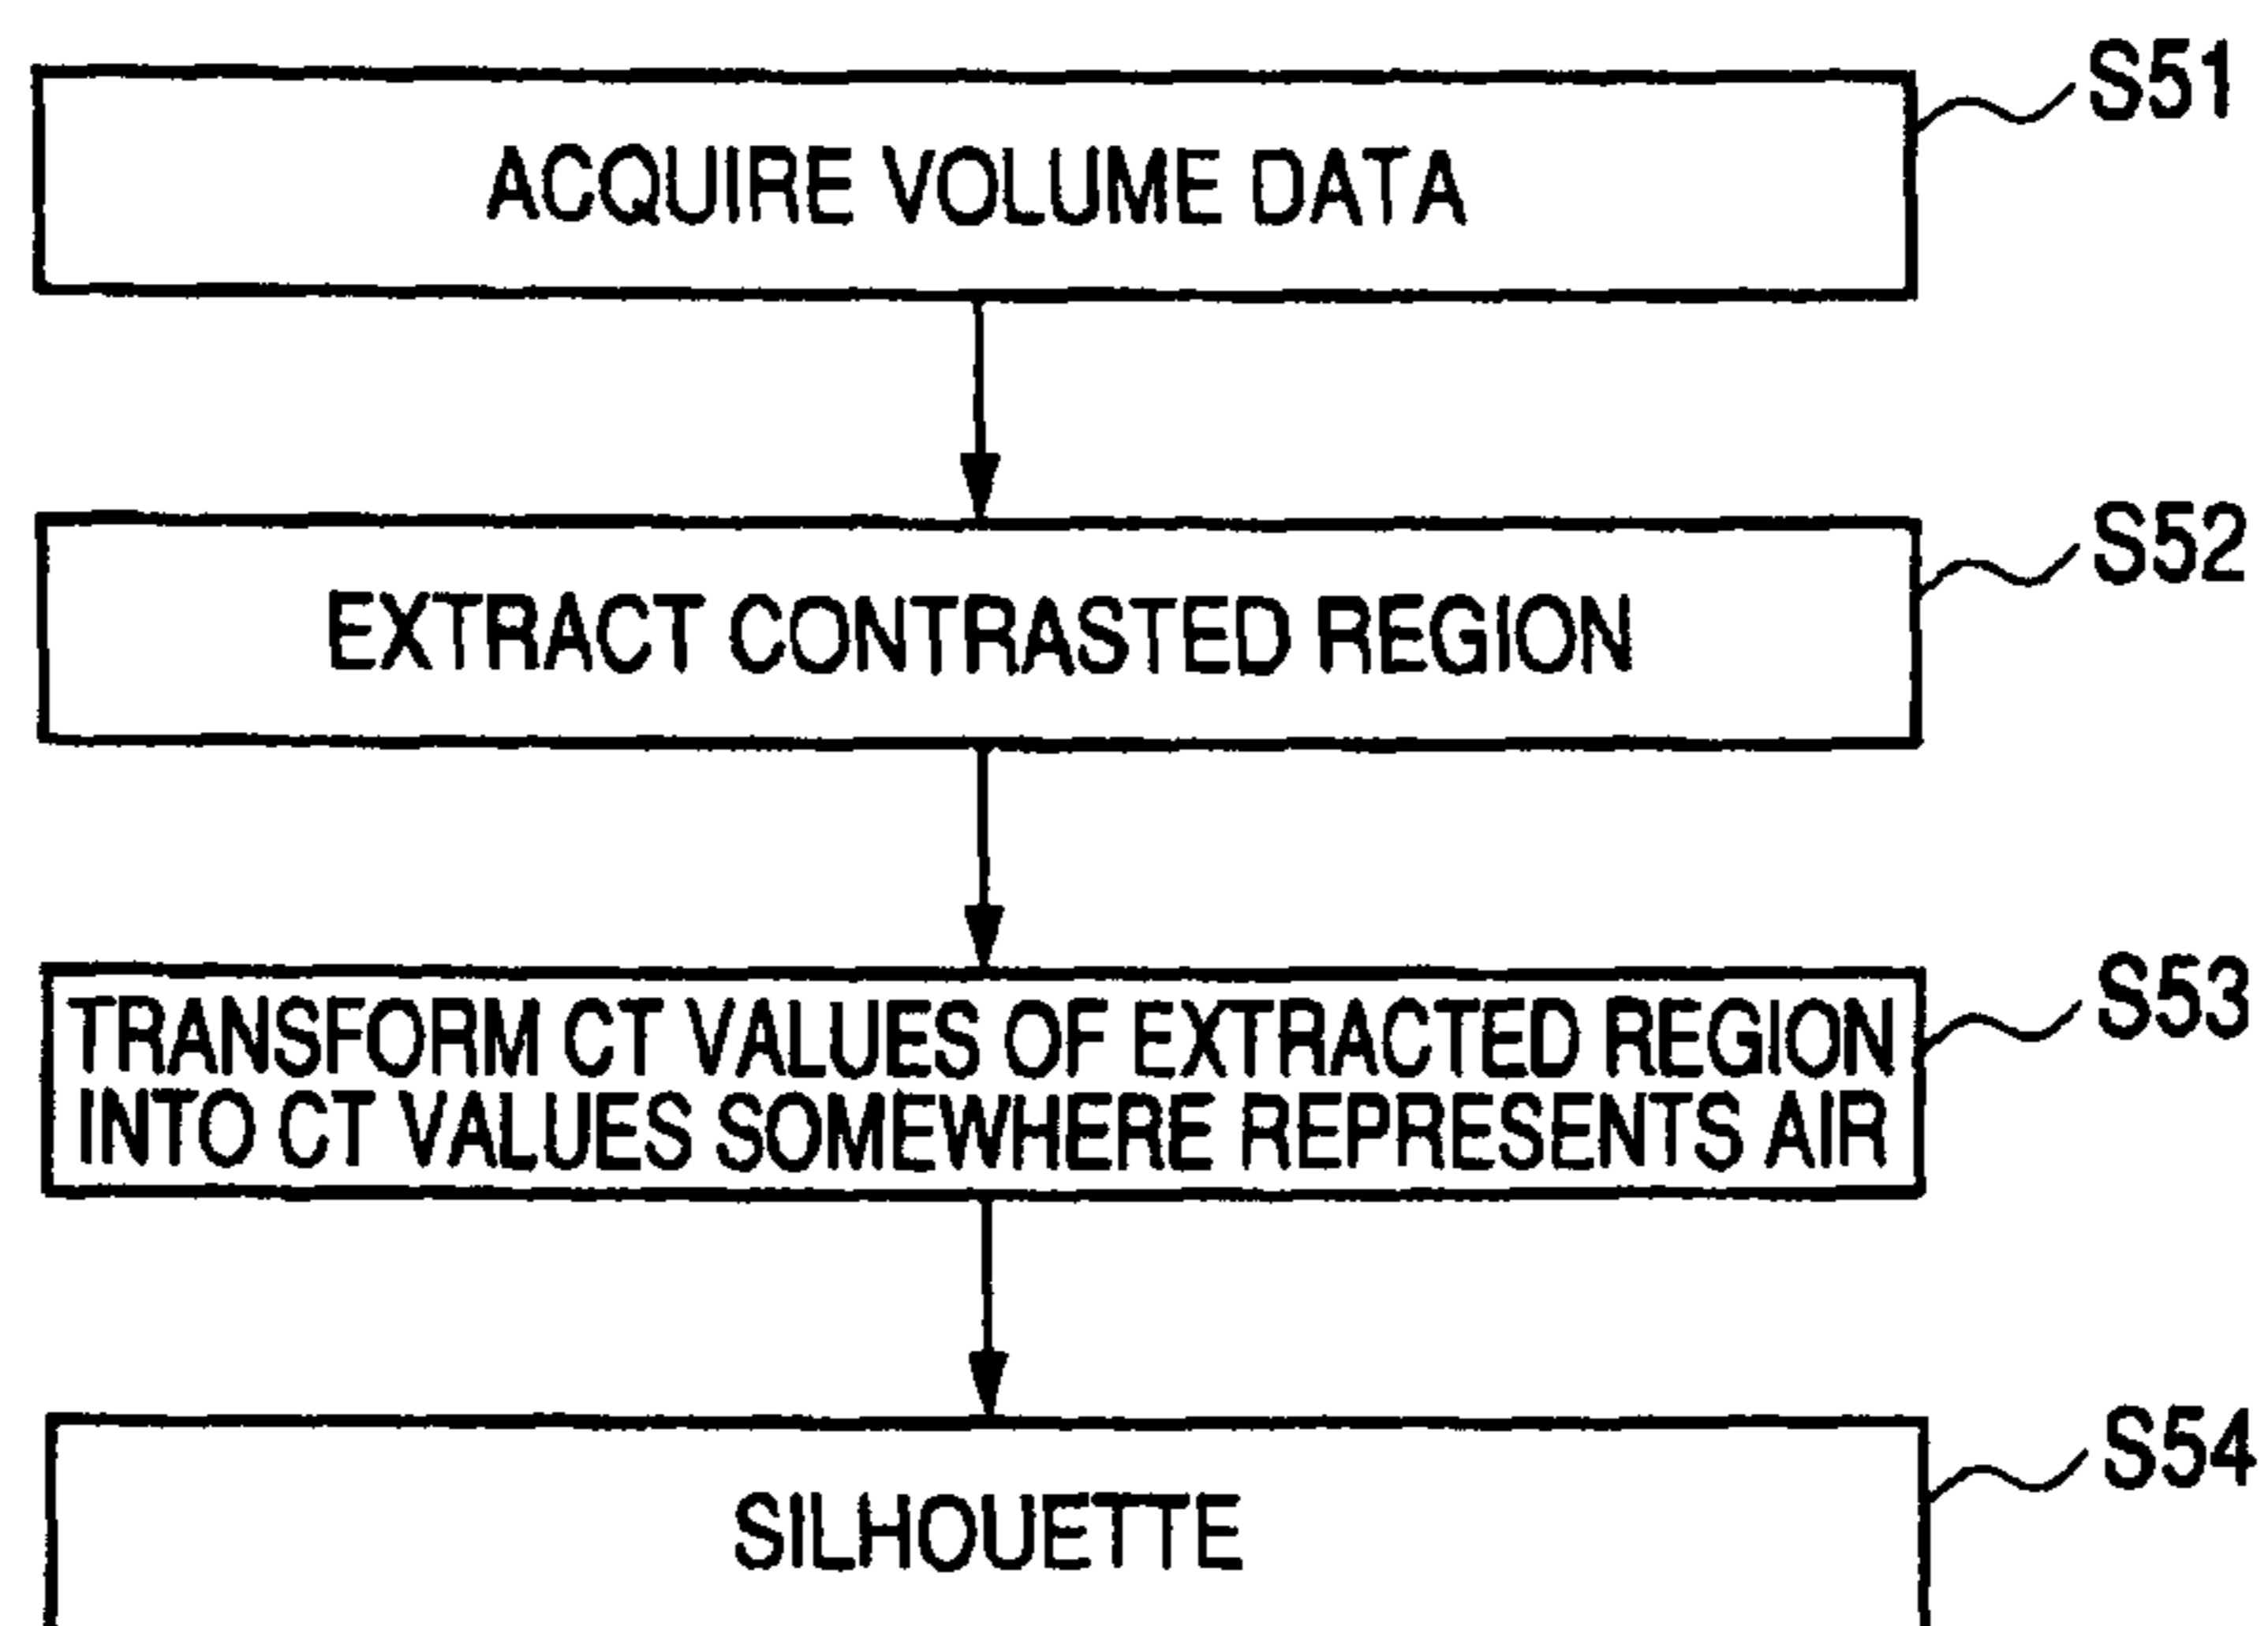 S51
ACQUIRE VOLUME DATA
S52
EXTRACT CONTRASTED REGION
S53
TRANSFORM CT VALUES OF EXTRACTED REGION
INTO CT VALUES SOMEWHERE REPRESENTS AIR
S54
SILHOUETTE